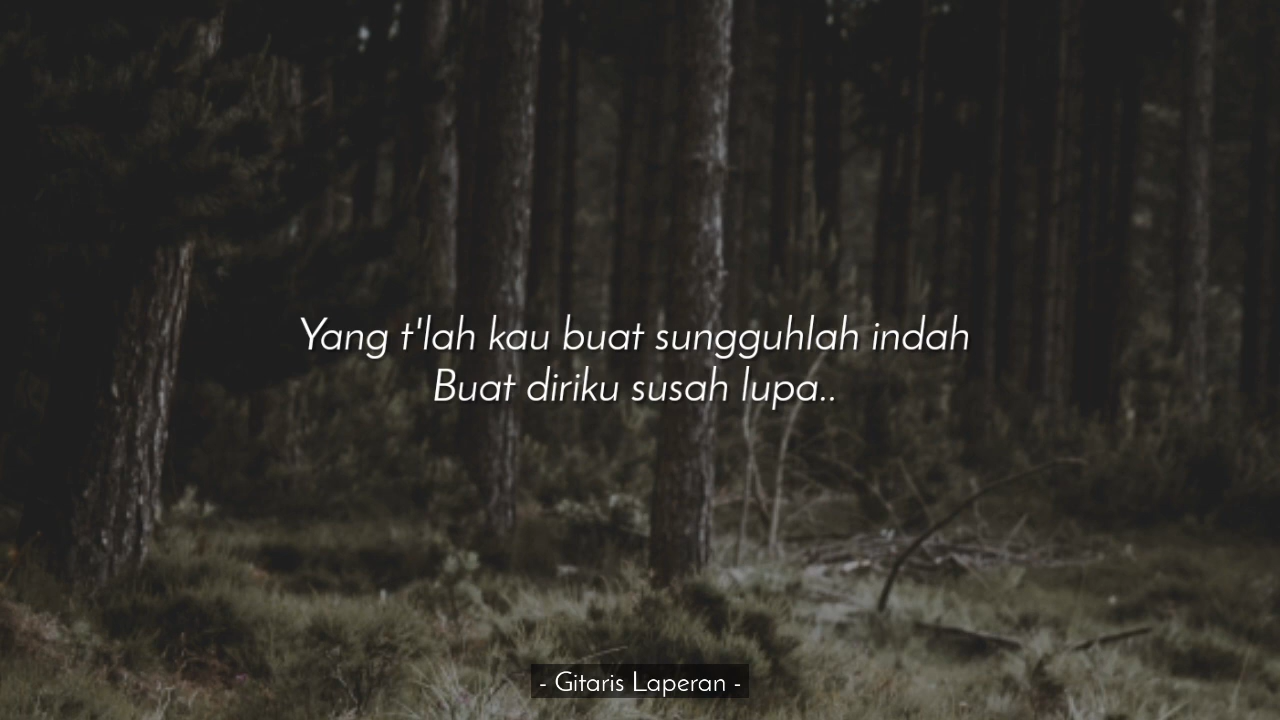 Yang t'lah kau buat sungguhlah indah
Buat diriku susah lupa..
- Gitaris Laperan -